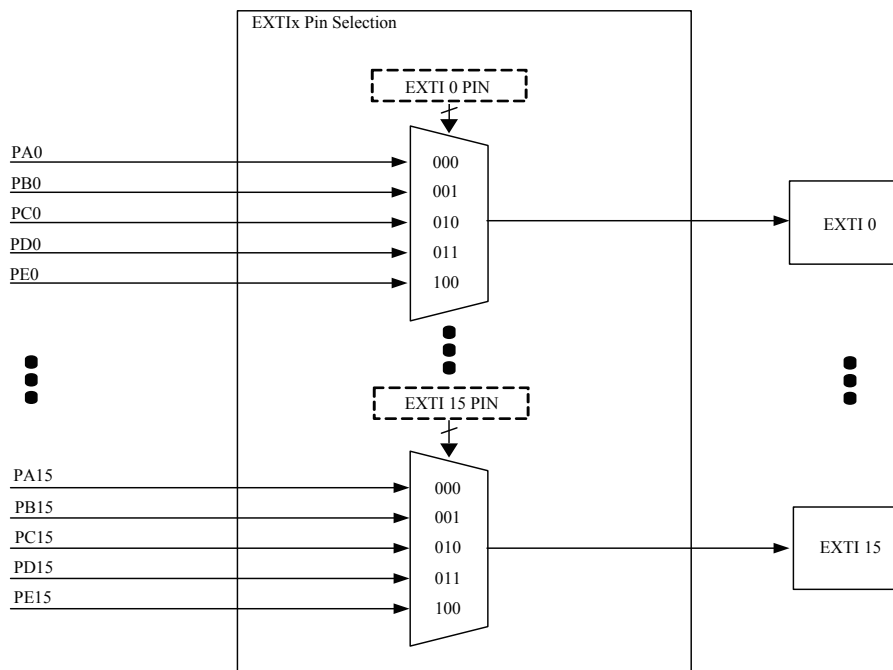 EXTIx Pin Selection
EXTI 0 PIN
PA0
PB0
PC0
PD0
PE0
000
001
010
011
100
EXTI 0
EXTI 15 PIN
PA15
PB15
PC15
PD15
PE15
000
001
010
011
100
EXTI 15